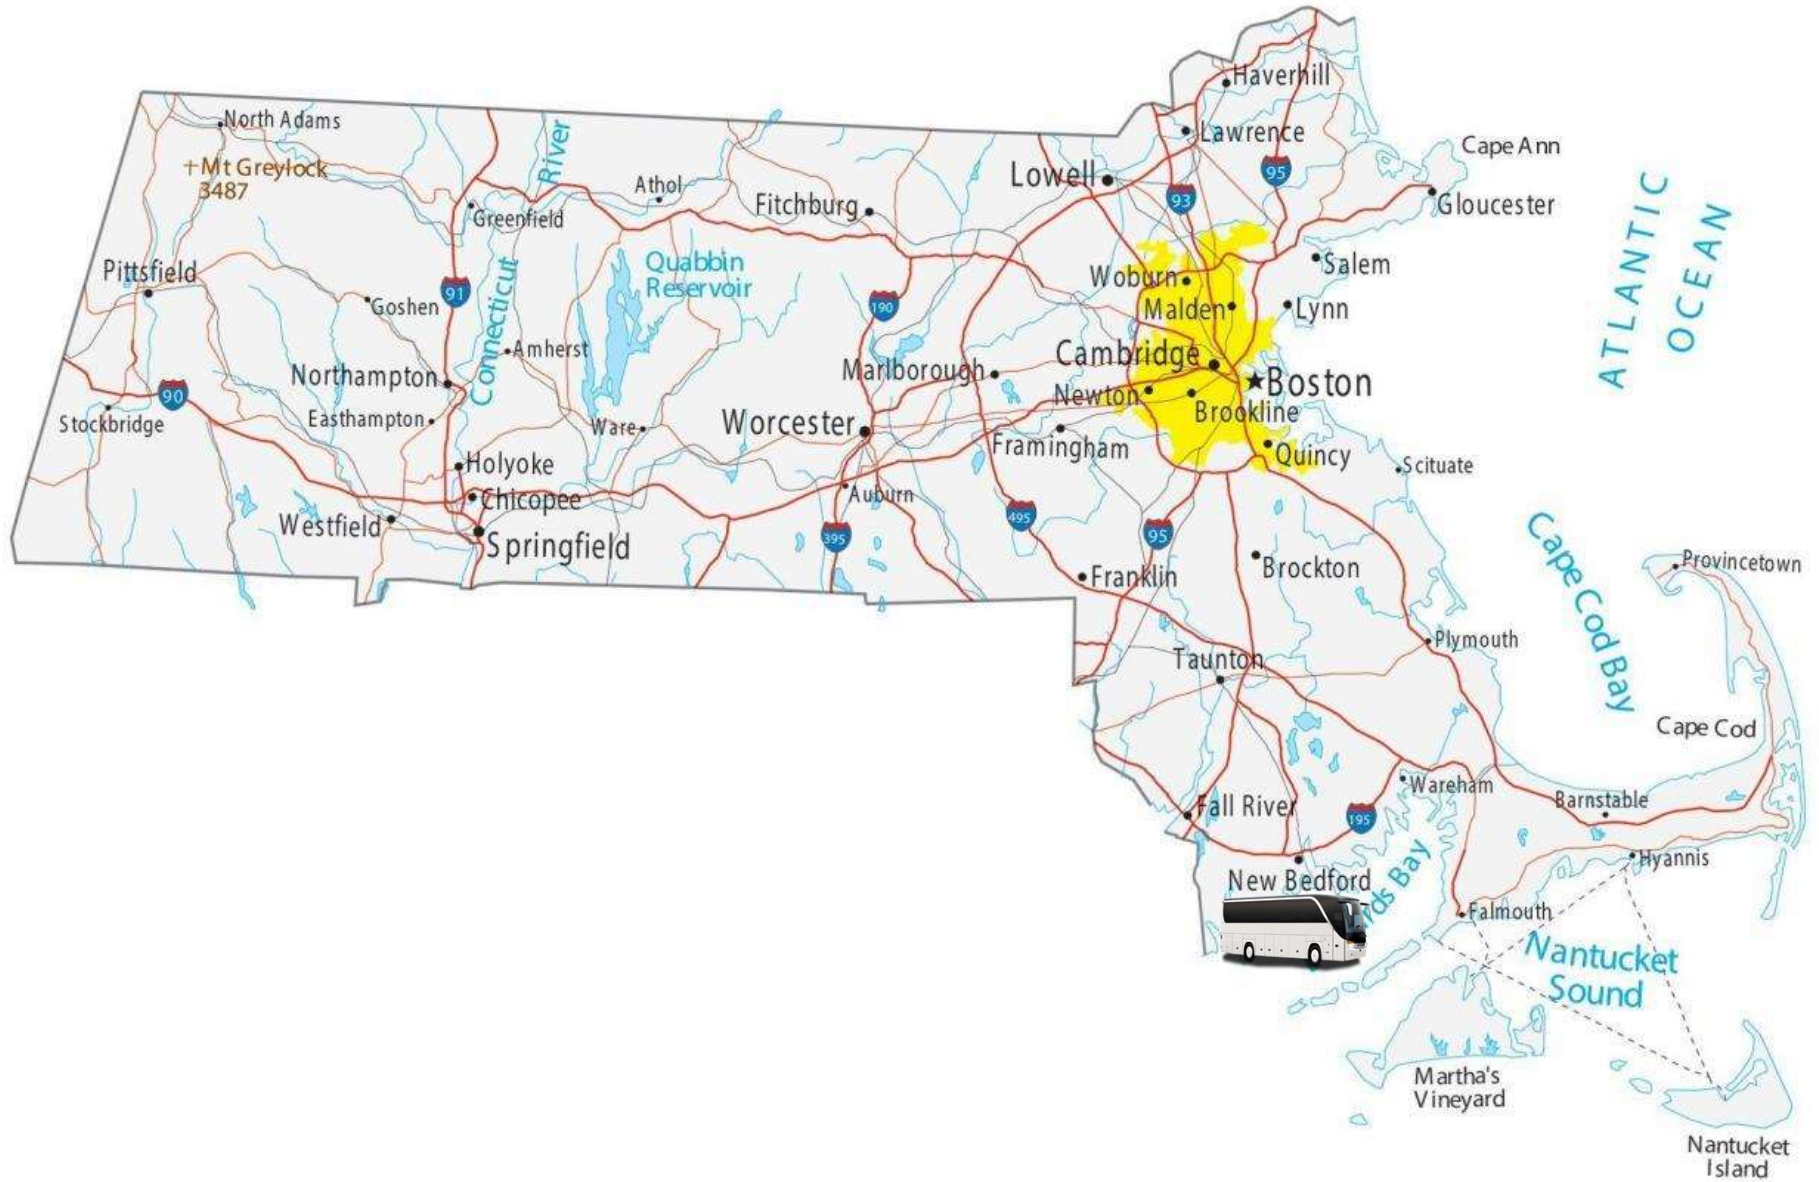 Haverhill
North Adams
Lawrence
Cape Ann
+Mt Greylock
3487
River
Lowell
95
93
Athol
Fitchburg
Gloucester
Greenfield
ATLANTIC
OCEAN
Pittsfield
Quabbin
Reservoir
Woburn
Salem
91
Goshen
190
Malden
Lynn
Connecticut
Amherst
Cambridge
Northampton
Marlborough
Boston
90
Newton
Brookline
Stockbridge
Easthampton
Ware
Worcester
Framingham
Quincy
Holyoke
Scituate
Chicopee
Auburn
Westfield
495
395
95
Springfield
Brockton
Franklin
Cape Cod Bay
Provincetown
Plymouth
Taunton
Cape Cod
Wareham
Barnstable
Fall River
195
Hyannis
New Bedford
rds Bay
Falmouth
Nantucket
Sound
Martha's
Vineyard
Nantucket
Island